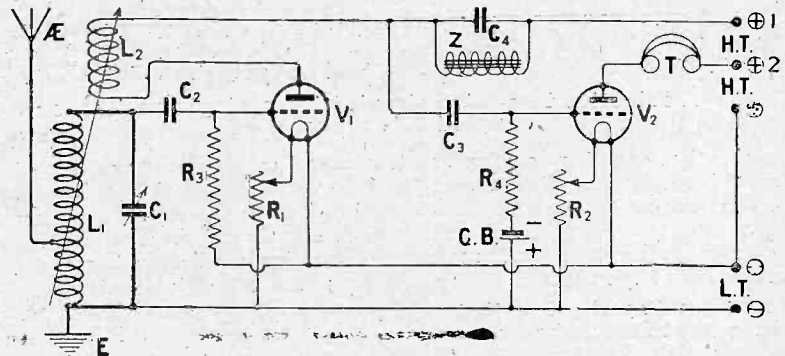 Æ
L₂
Z
C₄
⊕ 1
H.T.
T
⊕ 2
H.T.
C₂
V₁
C₃
V₂
R₃
R₁
R₄
R₂
C₁
L₁
G.B.
−
+
⊖
L.T.
⊖
E